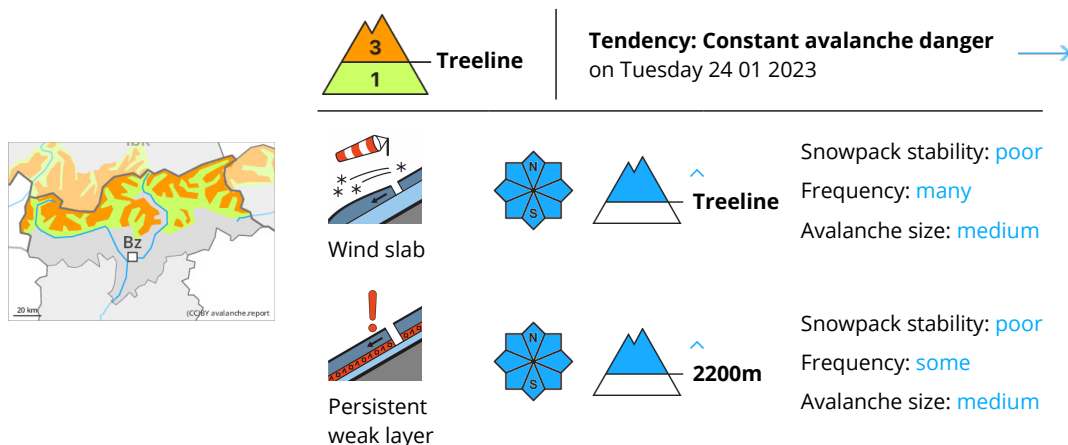 3
1
Treeline
Tendency: Constant avalanche danger
on Tuesday 24 01 2023
Bz
20 km
(CC)BY avalanche.report
Wind slab
N
S
Treeline
Snowpack stability: poor
Frequency: many
Avalanche size: medium
Persistent
weak layer
N
S
2200m
Snowpack stability: poor
Frequency: some
Avalanche size: medium